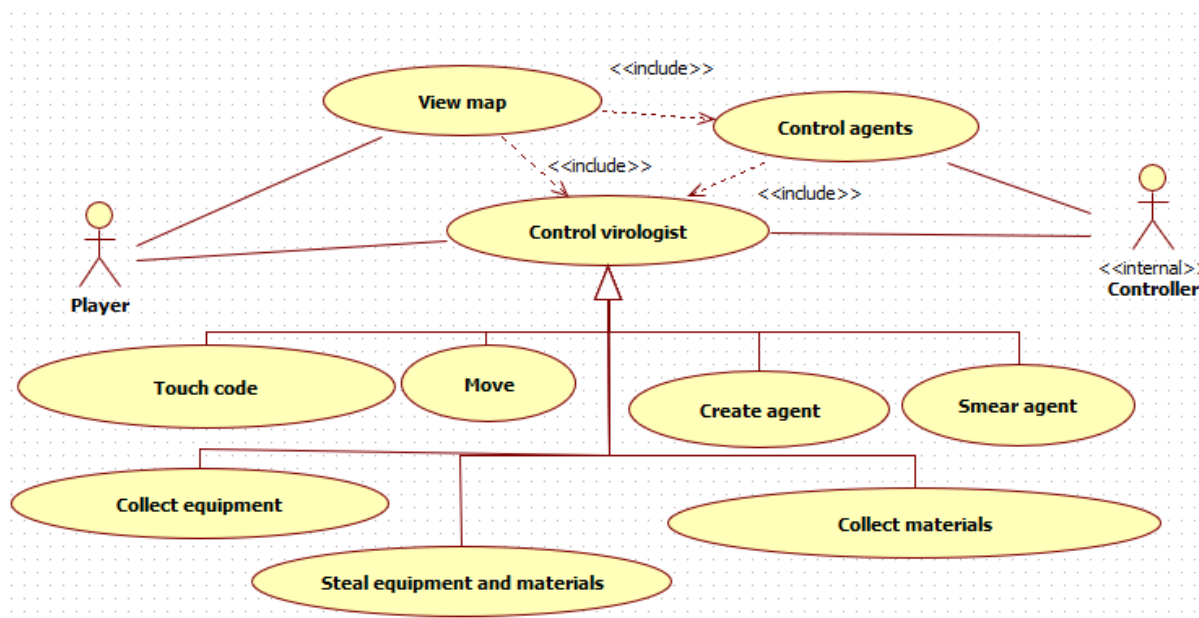 <<include>>
View map
Control agents
<<include>>
<<include>>
Control virologist
Player
<<internal>>
Controller
Touch code
Move
Create agent
Smear agent
Collect equipment
Collect materials
Steal equipment and materials